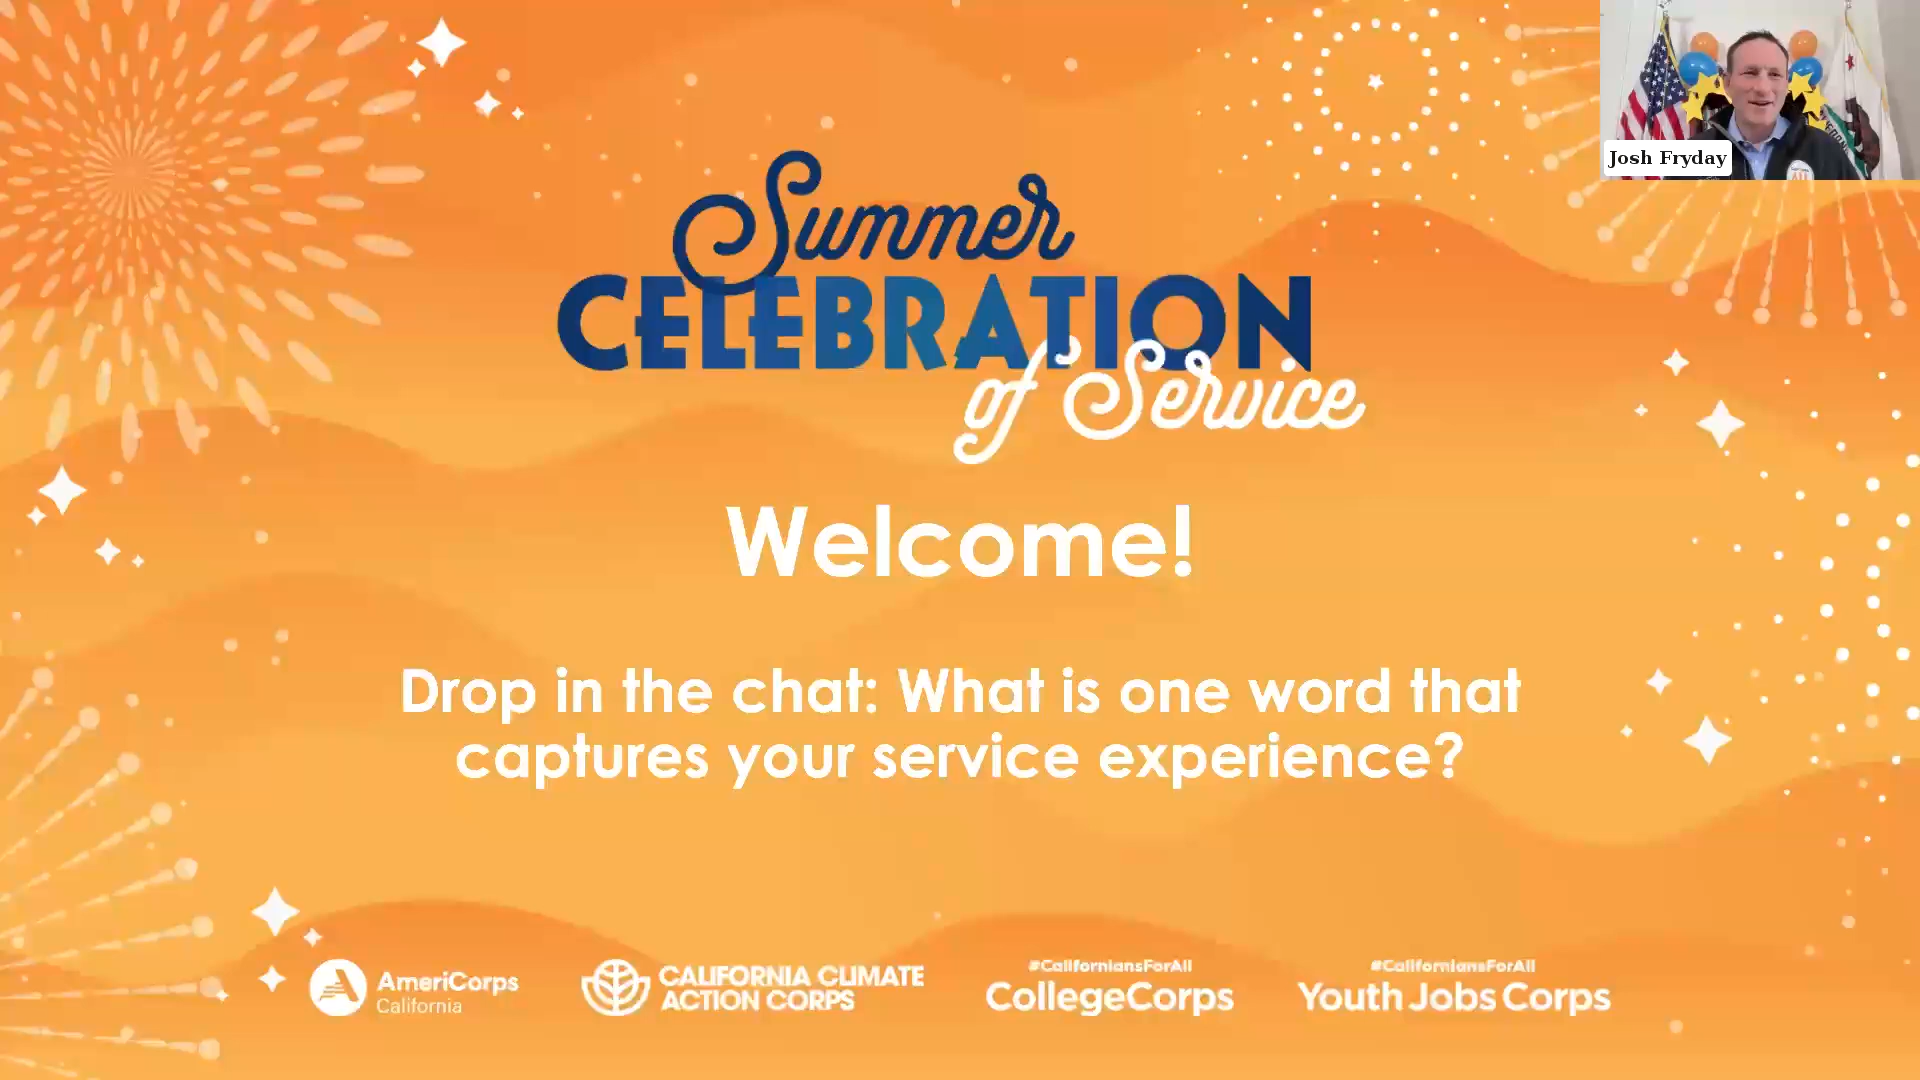 Josh Fryday
Summer
CELEBRATION
of Service
Welcome!
Drop in the chat: What is one word that
captures your service experience?
AmeriCorps
California
CALIFORNIA CLIMATE
ACTION CORPS
#CaliforniansForAll
CollegeCorps
#CaliforniansForAll
Youth Jobs Corps